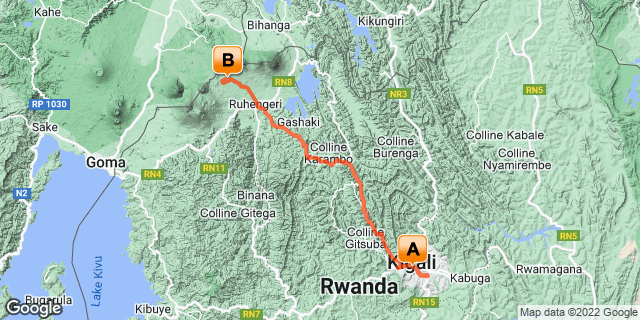 Kahe
Bihanga
Kikungiri
RN5
B
RN8
RP 1030
Ruhengeri
NR3
Gashaki
Sake
Colline Kabale
Colline
Karambo
Colline
Burenga
Goma
RN4
RN11
Colline
Nyamirembe
N2
Binana
Colline Gitega
Colline
Gitsuba
RN5
A
Kigali
Lake Kivu
Kabuga
Rwamagana
Rwanda
Bugarula
Kibuye
RN7
RN15
Google
Map data ©2022 Google